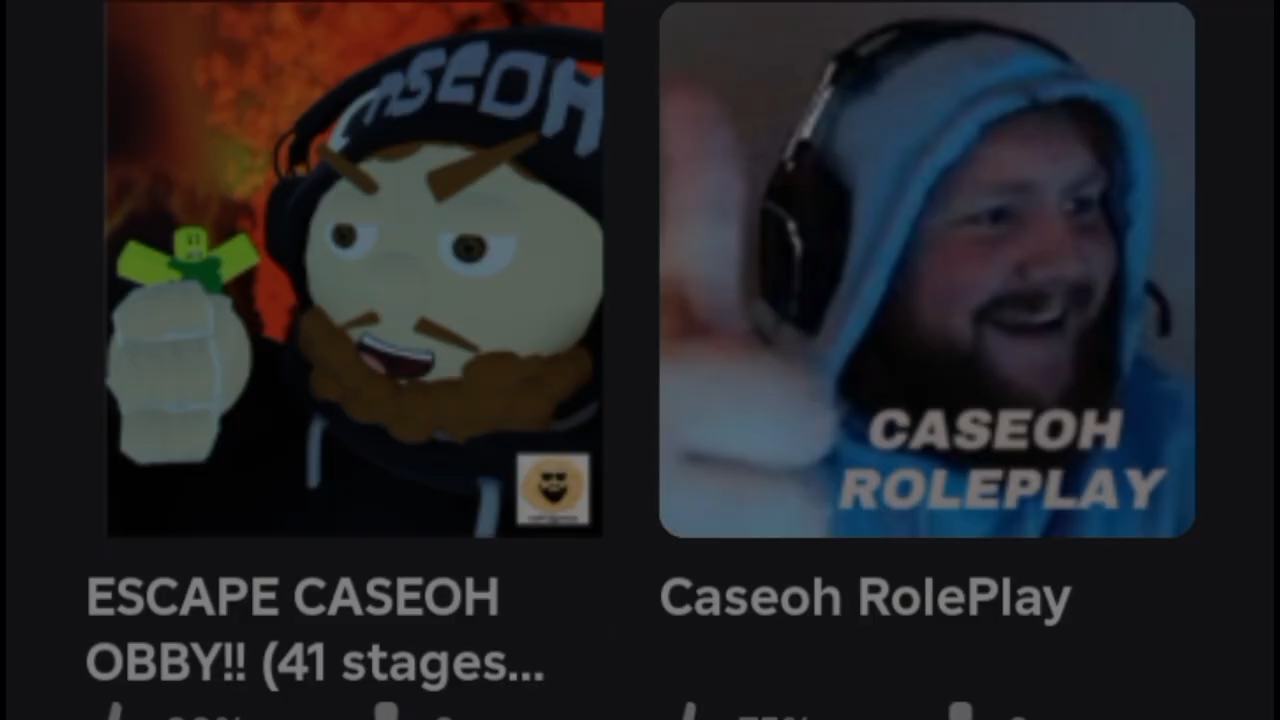 CASEOH
CASEOH
ROLEPLAY
ESCAPE CASEOH
OBBY!! (41 stages...
Caseoh RolePlay